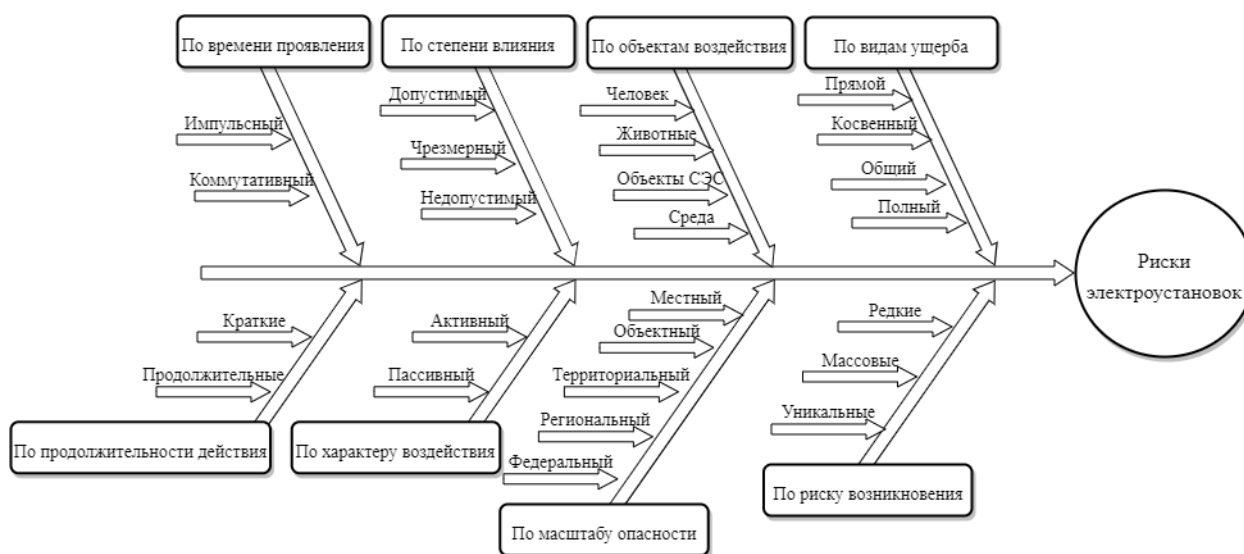 По времени проявления
По степени влияния
По объектам воздействия
По видам ущерба
Импульсный
Коммутативный
Допустимый
Чрезмерный
Недопустимый
Человек
Животные
Объекты СЭС
Среда
Прямой
Косвенный
Общий
Полный
Риски
электроустановок
Краткие
Продолжительные
Активный
Пассивный
Местный
Объектный
Территориальный
Региональный
Федеральный
Редкие
Массовые
Уникальные
По продолжительности действия
По характеру воздействия
По масштабу опасности
По риску возникновения